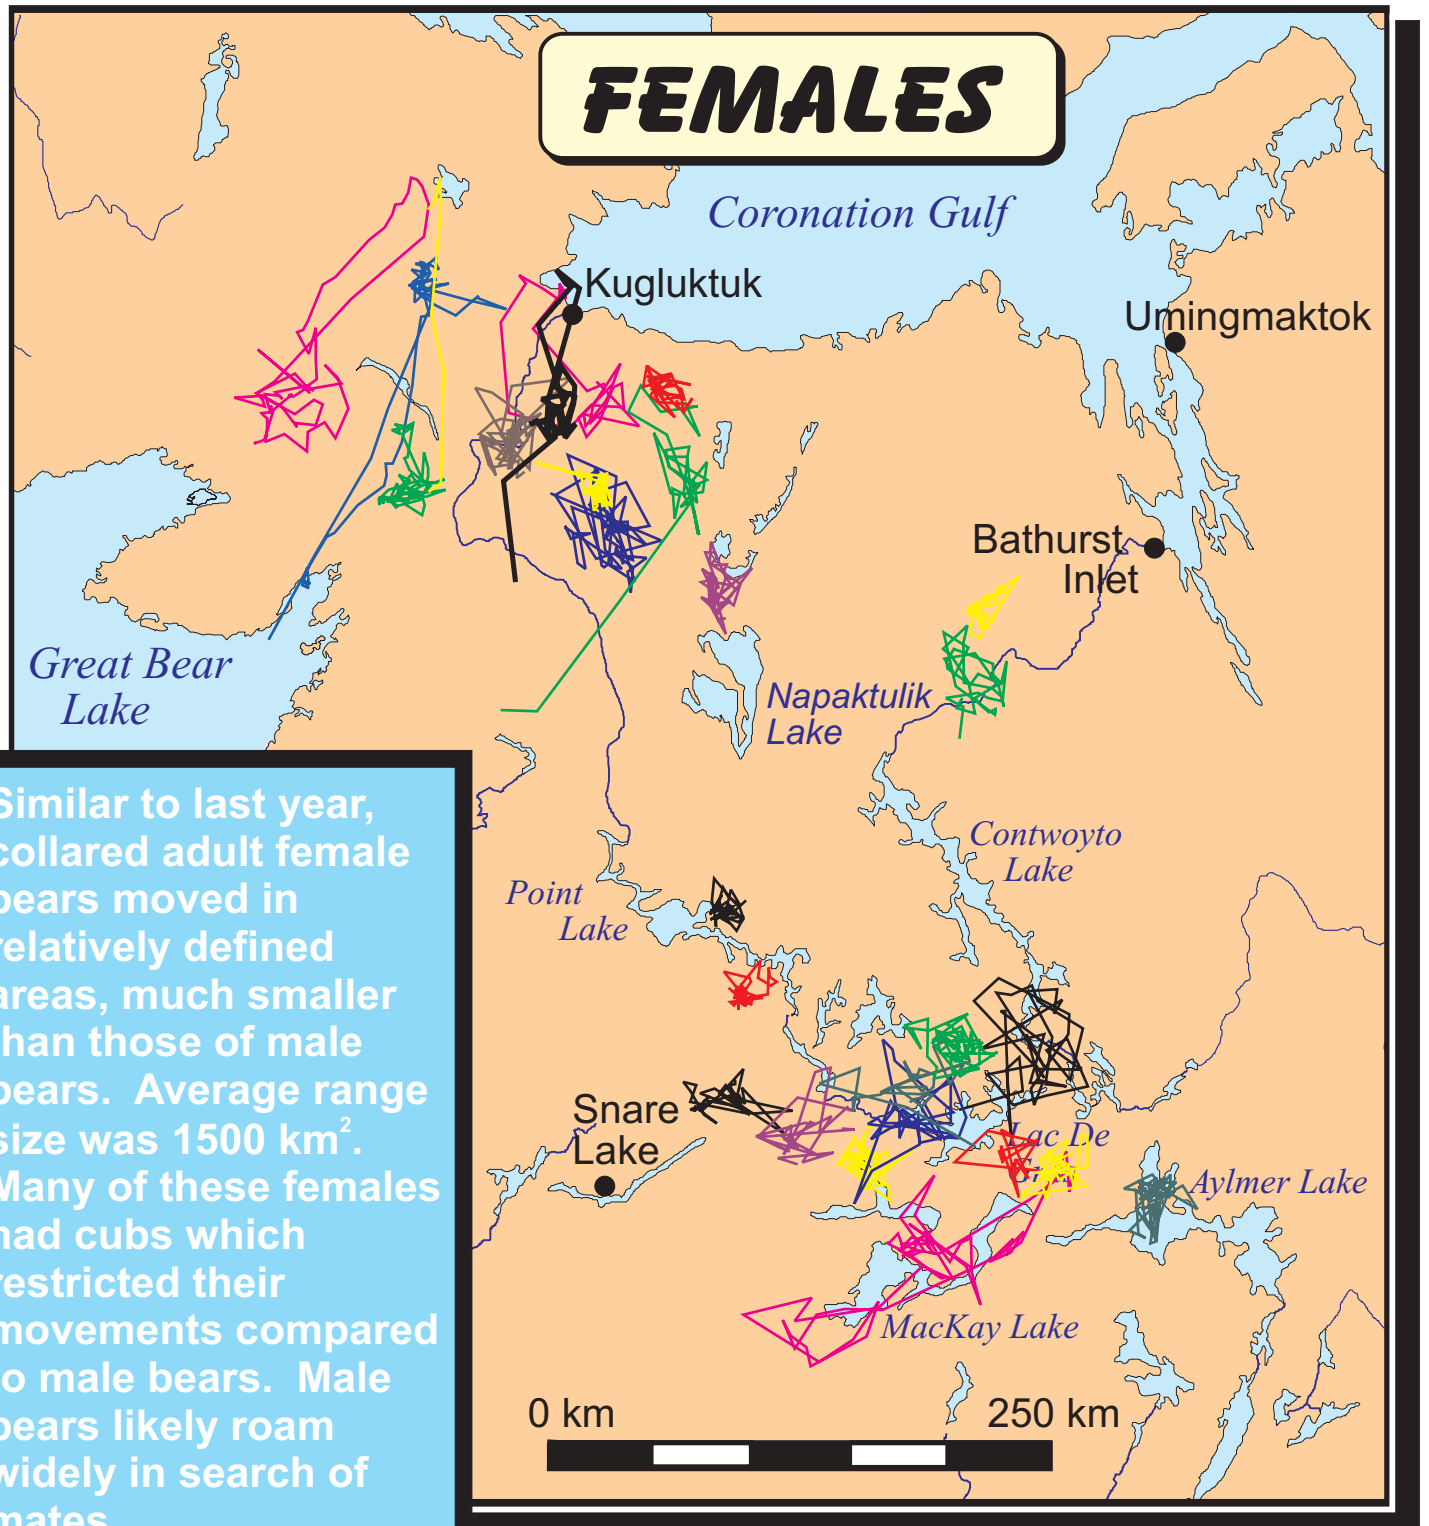 FEMALES
Coronation Gulf
Kugluktuk
Umingmaktok
Bathurst
Inlet
Great Bear
Lake
Napaktulik
Lake
Contwoyto
Lake
Point
Lake
Snare
Lake
Lac De
Aylmer Lake
MacKay Lake
0 km
250 km
Similar to last year,
collared adult female
bears moved in
relatively defined
areas, much smaller
than those of male
bears. Average range
size was 1500 km².
Many of these females
had cubs which
restricted their
movements compared
to male bears. Male
bears likely roam
widely in search of
mates